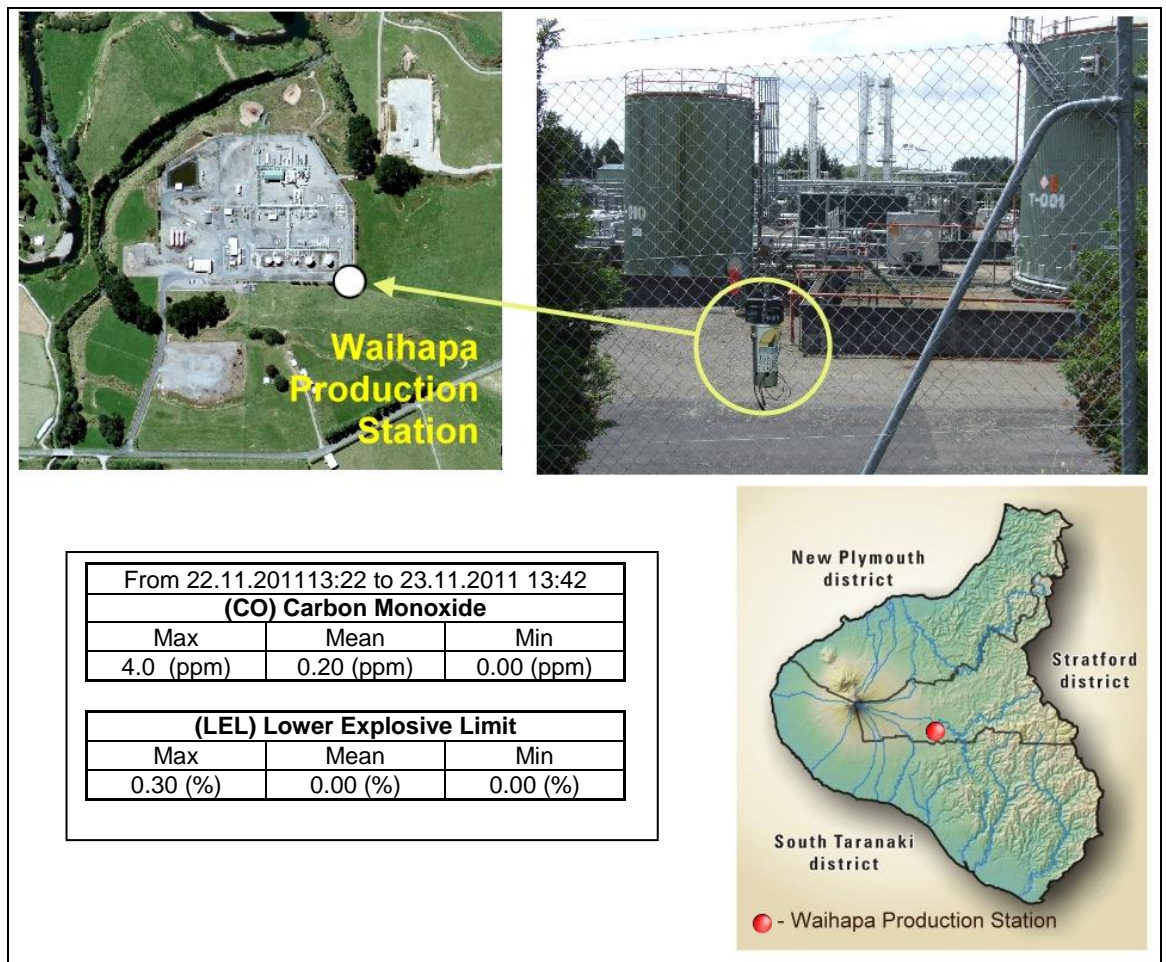 Waihapa
Production
Station
T-001
From 22.11.201113:22 to 23.11.2011 13:42
(CO) Carbon Monoxide
Max Mean Min
4.0 (ppm) 0.20 (ppm) 0.00 (ppm)
(LEL) Lower Explosive Limit
Max Mean Min
0.30 (%) 0.00 (%) 0.00 (%)
New Plymouth
district
Stratford
district
South Taranaki
district
- Waihapa Production Station